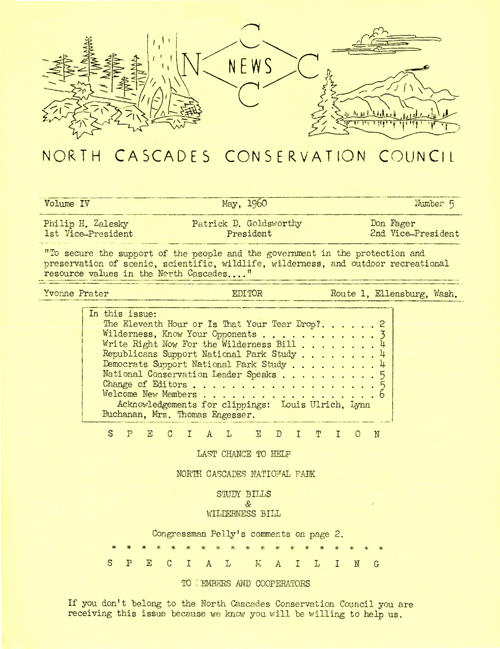 C
N NEWS C
C
NORTH CASCADES CONSERVATION COUNCIL
Volume IV May, 1960 Number 5
Philip H. Zalesky Patrick D. Goldsworthy Don Fager
1st Vice-President President 2nd Vice-President
"To secure the support of the people and the government in the protection and
preservation of scenic, scientific, wildlife, wilderness, and outdoor recreational
resource values in the North Cascades...."
Yvonne Prater EDITOR Route 1, Ellensburg, Wash.
In this issue:
The Eleventh Hour or Is That Your Tear Drop?. . . . . . 2
Wilderness, Know Your Opponents . . . . . . . . . . . . 3
Write Right Now For the Wilderness Bill . . . . . . . . 4
Republicans Support National Park Study . . . . . . . . 4
Democrats Support National Park Study . . . . . . . . . 4
National Conservation Leader Speaks . . . . . . . . . . 5
Change of Editors . . . . . . . . . . . . . . . . . . . 5
Welcome New Members . . . . . . . . . . . . . . . . . . 6
Acknowledgements for clippings: Louis Ulrich, Lynn
Buchanan, Mrs. Thomas Engesser.
S P E C I A L E D I T I O N
LAST CHANCE TO HELP
NORTH CASCADES NATIONAL PARK
STUDY BILLS
&
WILDERNESS BILL
Congressman Pelly's comments on page 2.
* * * * * * * * * * * * * * * * * * *
S P E C I A L M A I L I N G
TO EMBERS AND COOPERATORS
If you don't belong to the North Cascades Conservation Council you are
receiving this issue because we know you will be willing to help us.